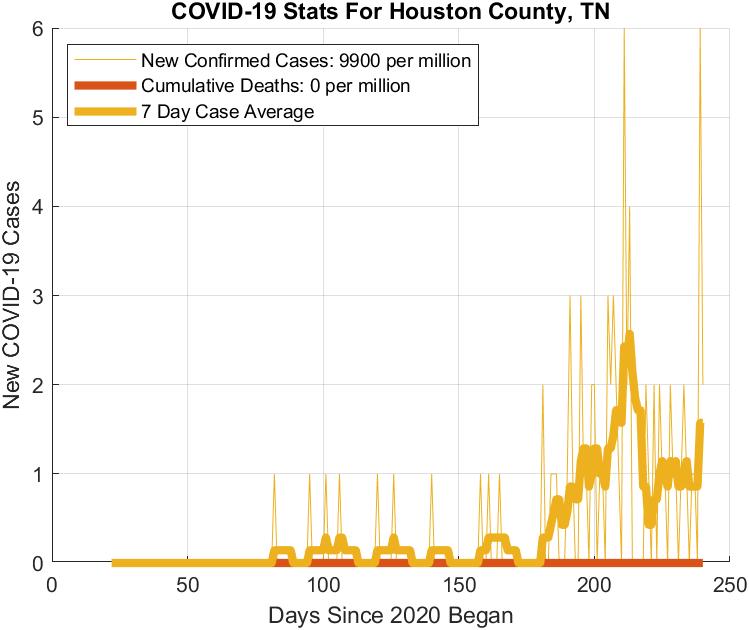 COVID-19 Stats For Houston County, TN
New Confirmed Cases: 9900 per million
Cumulative Deaths: 0 per million
7 Day Case Average
New COVID-19 Cases
6
5
4
3
2
1
0
0 50 100 150 200 250
Days Since 2020 Began